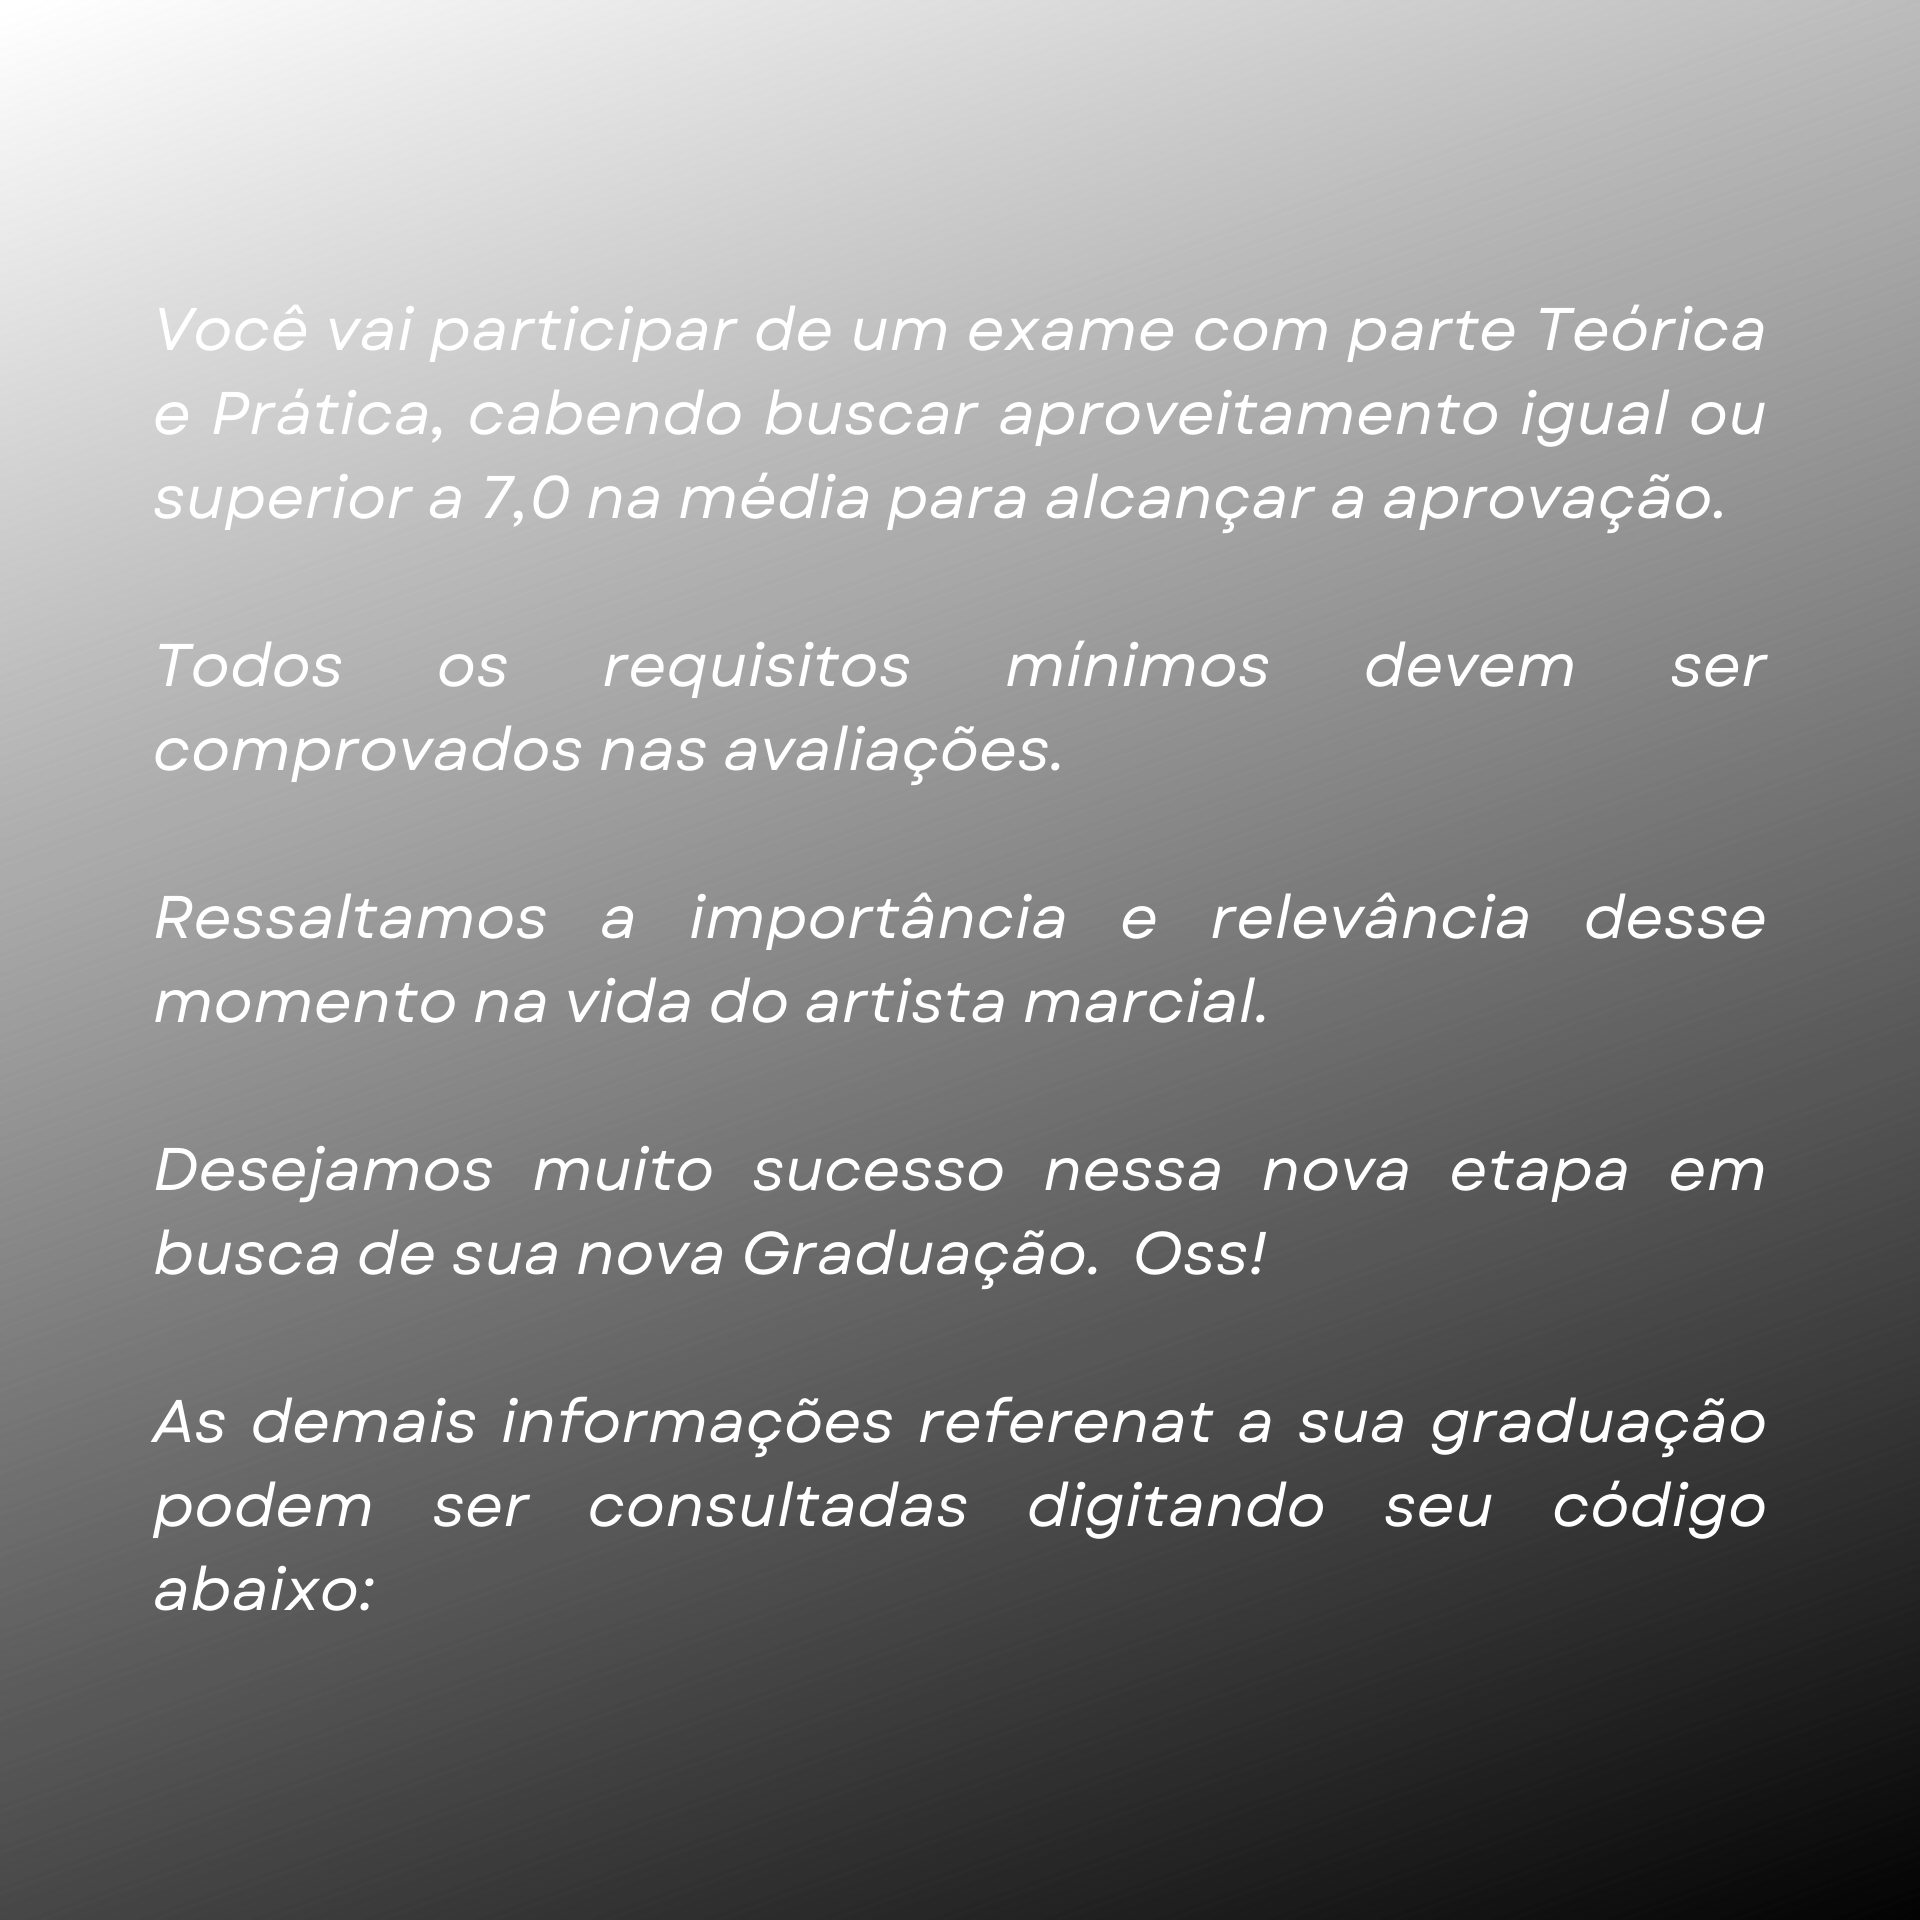 Você vai participar de um exame com parte Teórica
e Prática, cabendo buscar aproveitamento igual ou
superior a 7,0 na média para alcançar a aprovação.
Todos os requisitos mínimos devem ser
comprovados nas avaliações.
Ressaltamos a importância e relevância desse
momento na vida do artista marcial.
Desejamos muito sucesso nessa nova etapa em
busca de sua nova Graduação. Oss!
As demais informações referenat a sua graduação
podem ser consultadas digitando seu código
abaixo: